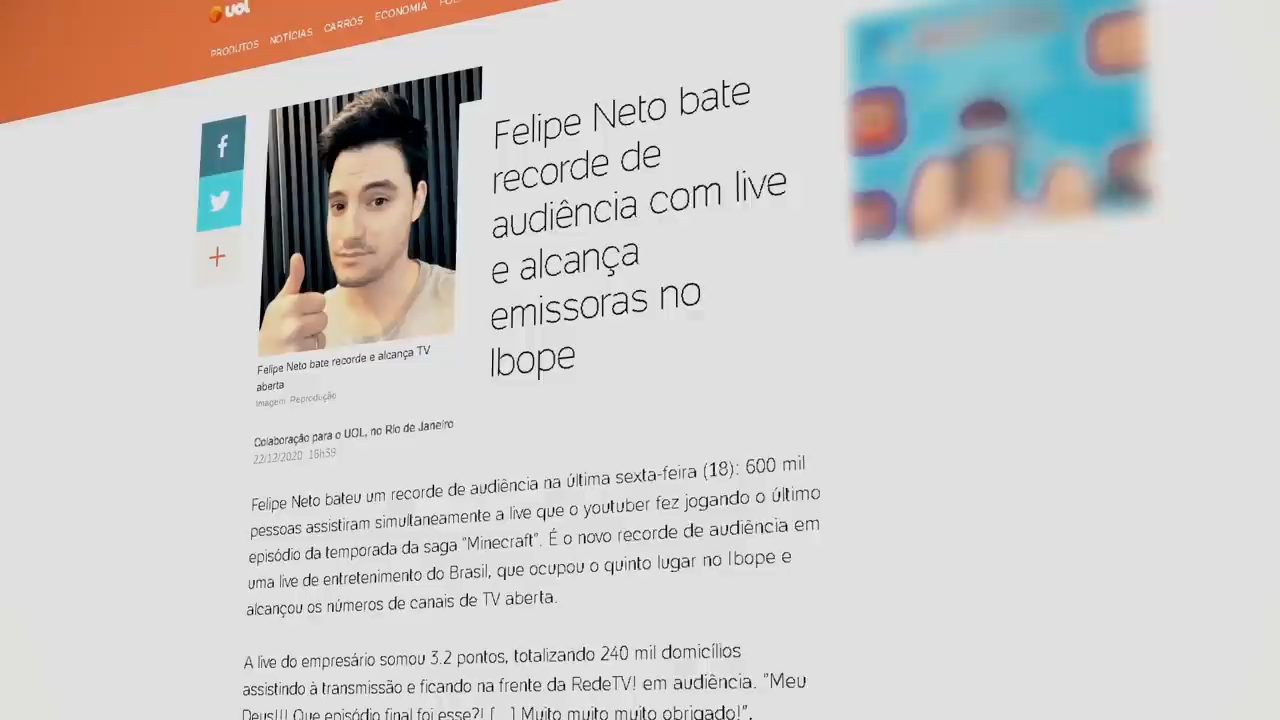 uol
PRODUTOS NOTÍCIAS CARROS ECONOMIA
Felipe Neto bate
recorde de
audiência com live
e alcança
emissoras no
Ibope
Felipe Neto bate recorde e alcança TV
aberta
Imagem: Reprodução
Colaboração para o UOL, no Rio de Janeiro
22/12/2020 16h59
Felipe Neto bateu um recorde de audiência na última sexta-feira (18): 600 mil
pessoas assistiram simultaneamente a live que o youtuber fez jogando o último
episódio da temporada da saga "Minecraft". É o novo recorde de audiência em
uma live de entretenimento do Brasil, que ocupou o quinto lugar no Ibope e
alcançou os números de canais de TV aberta.
A live do empresário somou 3.2 pontos, totalizando 240 mil domicílios
assistindo à transmissão e ficando na frente da RedeTV! em audiência. "Meu
Deus!!! Que episódio final foi esse?! [...] Muito muito muito obrigado!",